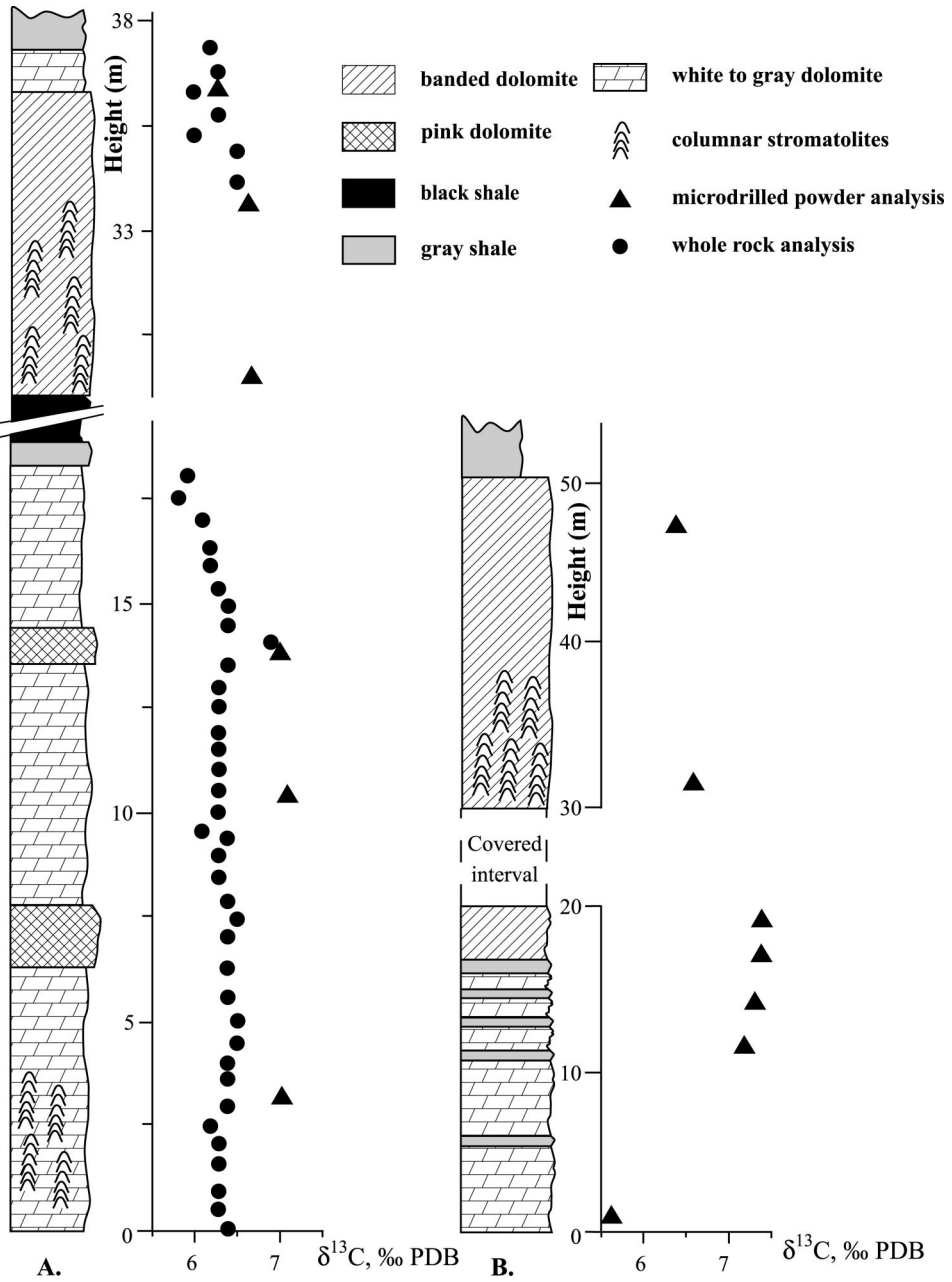 38
Height (m)
36
33
banded dolomite
pink dolomite
black shale
gray shale
white to gray dolomite
columnar stromatolites
microdrilled powder analysis
whole rock analysis
15
10
5
0
6
7
δ13C, ‰ PDB
A.
50
Height (m)
40
30
Covered
interval
20
10
0
6
7
δ13C, ‰ PDB
B.